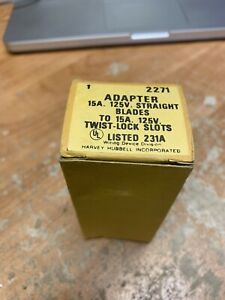 1 2271
ADAPTER
15A. 125V. STRAIGHT
BLADES
TO 15A. 125V.
TWIST-LOCK SLOTS
UL LISTED 231A
Wiring Device Division
HARVEY HUBBELL INCORPORATED